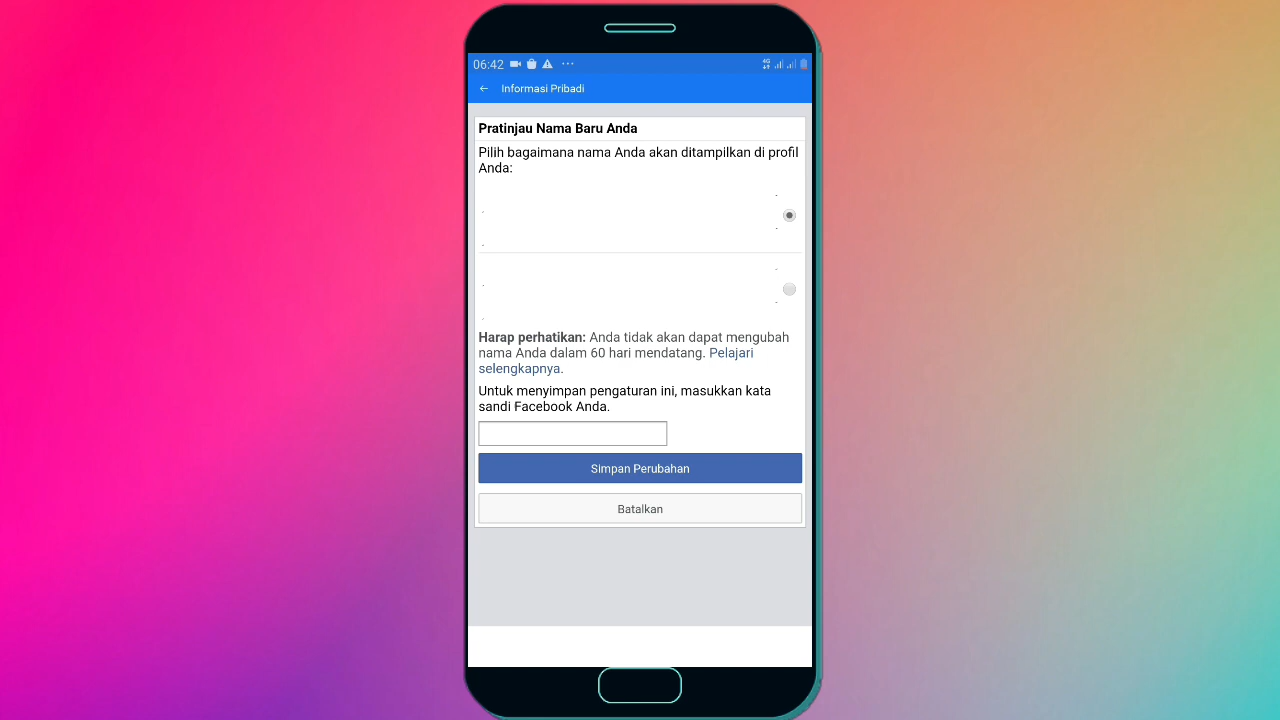 06:42
4G
Informasi Pribadi
Pratinjau Nama Baru Anda
Pilih bagaimana nama Anda akan ditampilkan di profil
Anda:
Harap perhatikan: Anda tidak akan dapat mengubah
nama Anda dalam 60 hari mendatang. Pelajari
selengkapnya.
Untuk menyimpan pengaturan ini, masukkan kata
sandi Facebook Anda.
Simpan Perubahan
Batalkan